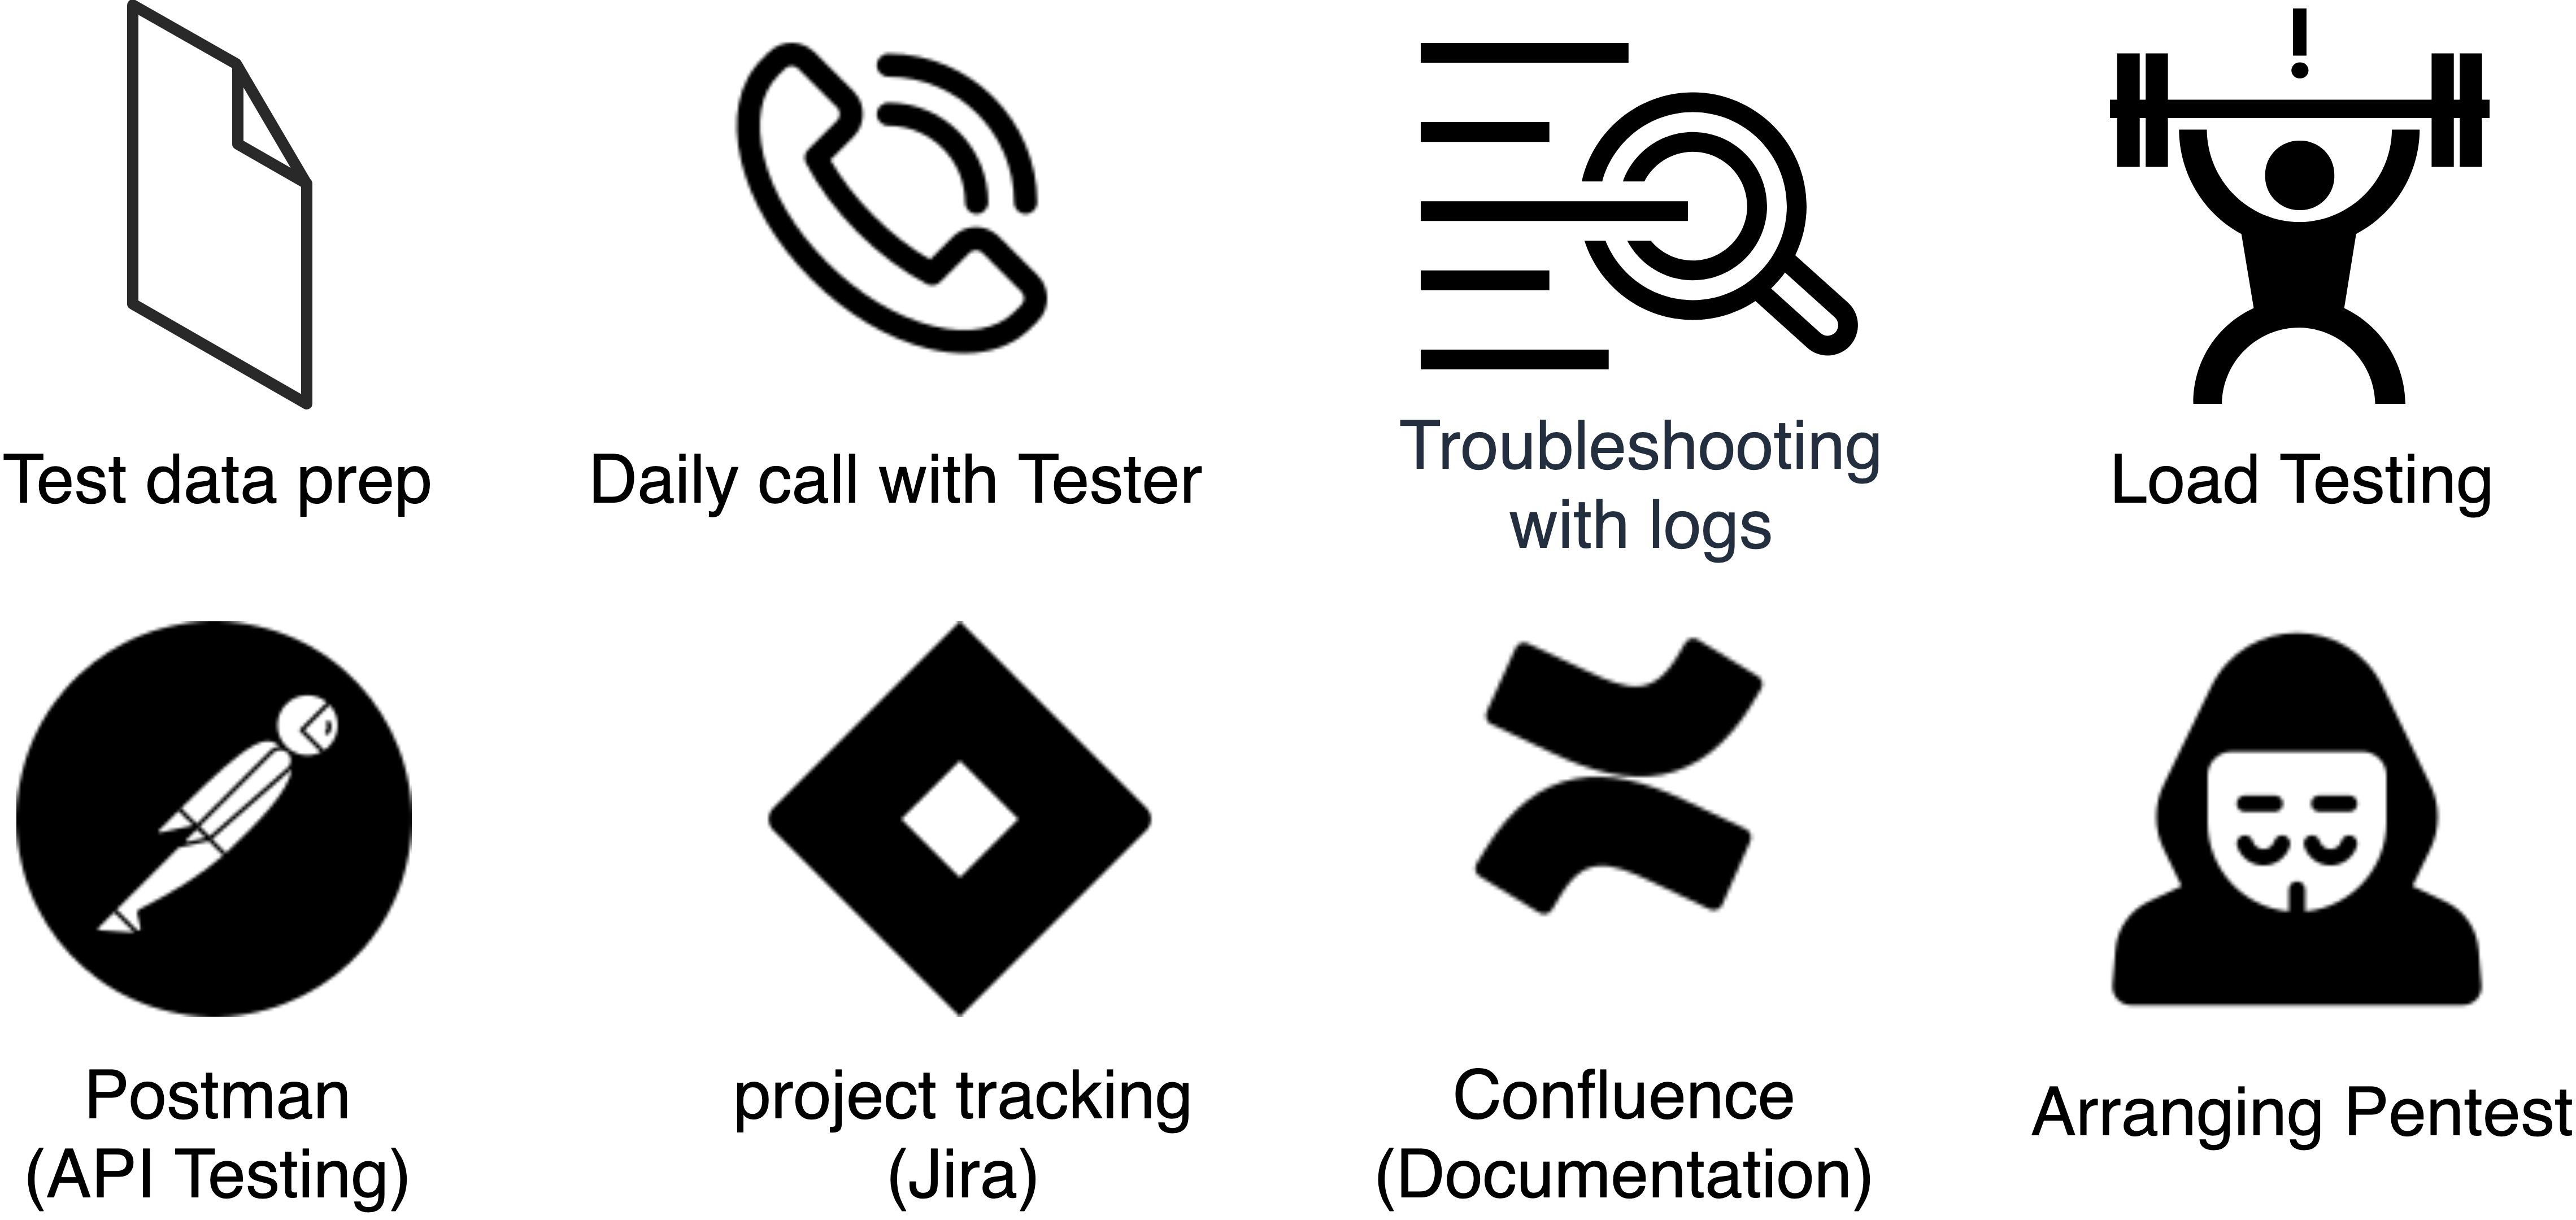 Test data prep
Daily call with Tester
Troubleshooting
with logs
Load Testing
Postman
(API Testing)
project tracking
(Jira)
Confluence
(Documentation)
Arranging Pentest